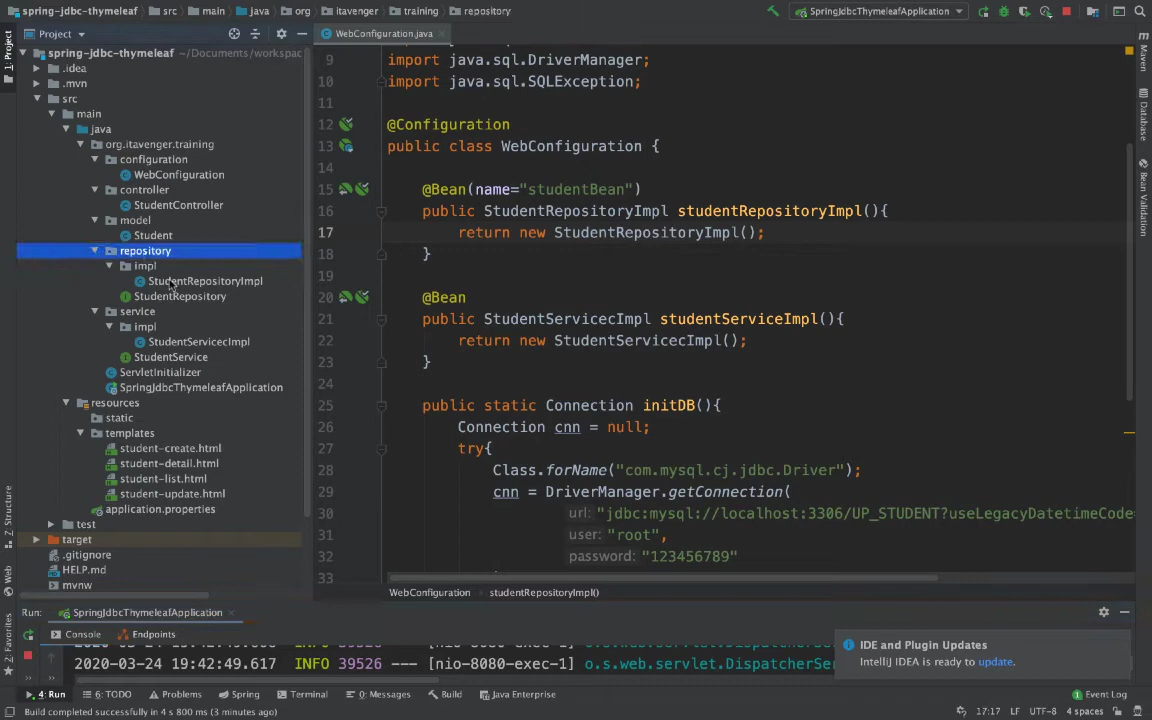 spring-jdbc-thymeleaf
src
main
java
org
itavenger
training
repository
SpringJdbcThymeleafApplication
Project
WebConfiguration.java
1: Project
Z: Structure
Web
2: Favorites
Maven
Database
Bean Validation
spring-jdbc-thymeleaf ~/Documents/workspac
.idea
.mvn
src
main
java
org.itavenger.training
configuration
WebConfiguration
controller
StudentController
model
Student
repository
impl
StudentRepositoryImpl
StudentRepository
service
impl
StudentServicecImpl
StudentService
ServletInitializer
SpringJdbcThymeleafApplication
resources
static
templates
student-create.html
student-detail.html
student-list.html
student-update.html
application.properties
test
target
.gitignore
HELP.md
mvnw
9 import java.sql.DriverManager;
10 import java.sql.SQLException;
11
12 @Configuration
13 public class WebConfiguration {
14
15 @Bean(name="studentBean")
16 public StudentRepositoryImpl studentRepositoryImpl(){
17 return new StudentRepositoryImpl();
18 }
19
20 @Bean
21 public StudentServicecImpl studentServiceImpl(){
22 return new StudentServicecImpl();
23 }
24
25 public static Connection initDB(){
26 Connection cnn = null;
27 try{
28 Class.forName("com.mysql.cj.jdbc.Driver");
29 cnn = DriverManager.getConnection(
30 url: "jdbc:mysql://localhost:3306/UP_STUDENT?useLegacyDatetimeCode=
31 user: "root",
32 password: "123456789"
33
WebConfiguration
studentRepositoryImpl()
Run: SpringJdbcThymeleafApplication
Console
Endpoints
2020-03-24 19:42:49.617 INFO 39526 --- [nio-8080-exec-1] o.s.web.servlet.DispatcherSer
IDE and Plugin Updates
IntelliJ IDEA is ready to update.
4: Run
6: TODO
Problems
Spring
Terminal
0: Messages
Build
Java Enterprise
1 Event Log
Build completed successfully in 4 s 800 ms (3 minutes ago)
17:17 LF UTF-8 4 spaces